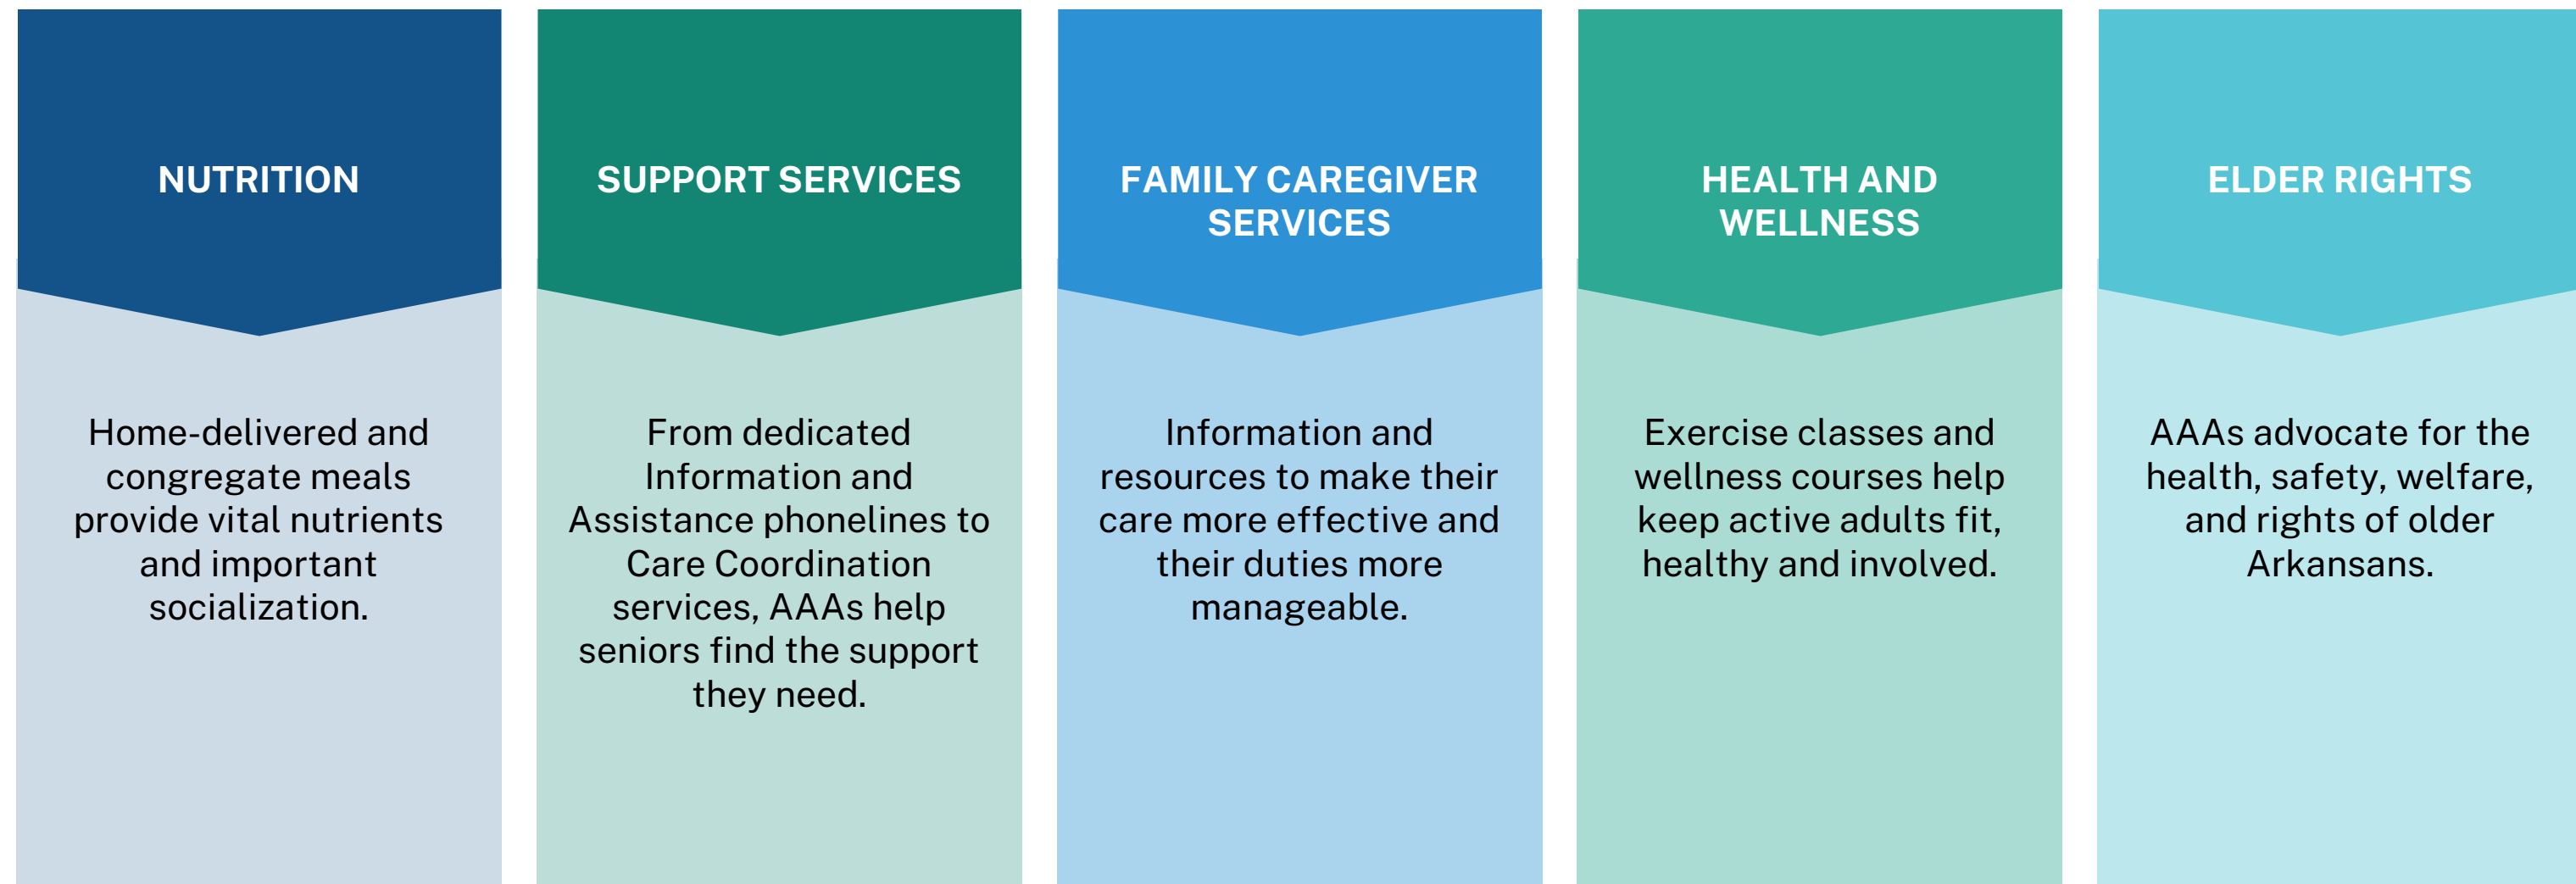 NUTRITION
Home-delivered and
congregate meals
provide vital nutrients
and important
socialization.
SUPPORT SERVICES
From dedicated
Information and
Assistance phonelines to
Care Coordination
services, AAAs help
seniors find the support
they need.
FAMILY CAREGIVER
SERVICES
Information and
resources to make their
care more effective and
their duties more
manageable.
HEALTH AND
WELLNESS
Exercise classes and
wellness courses help
keep active adults fit,
healthy and involved.
ELDER RIGHTS
AAAs advocate for the
health, safety, welfare,
and rights of older
Arkansans.